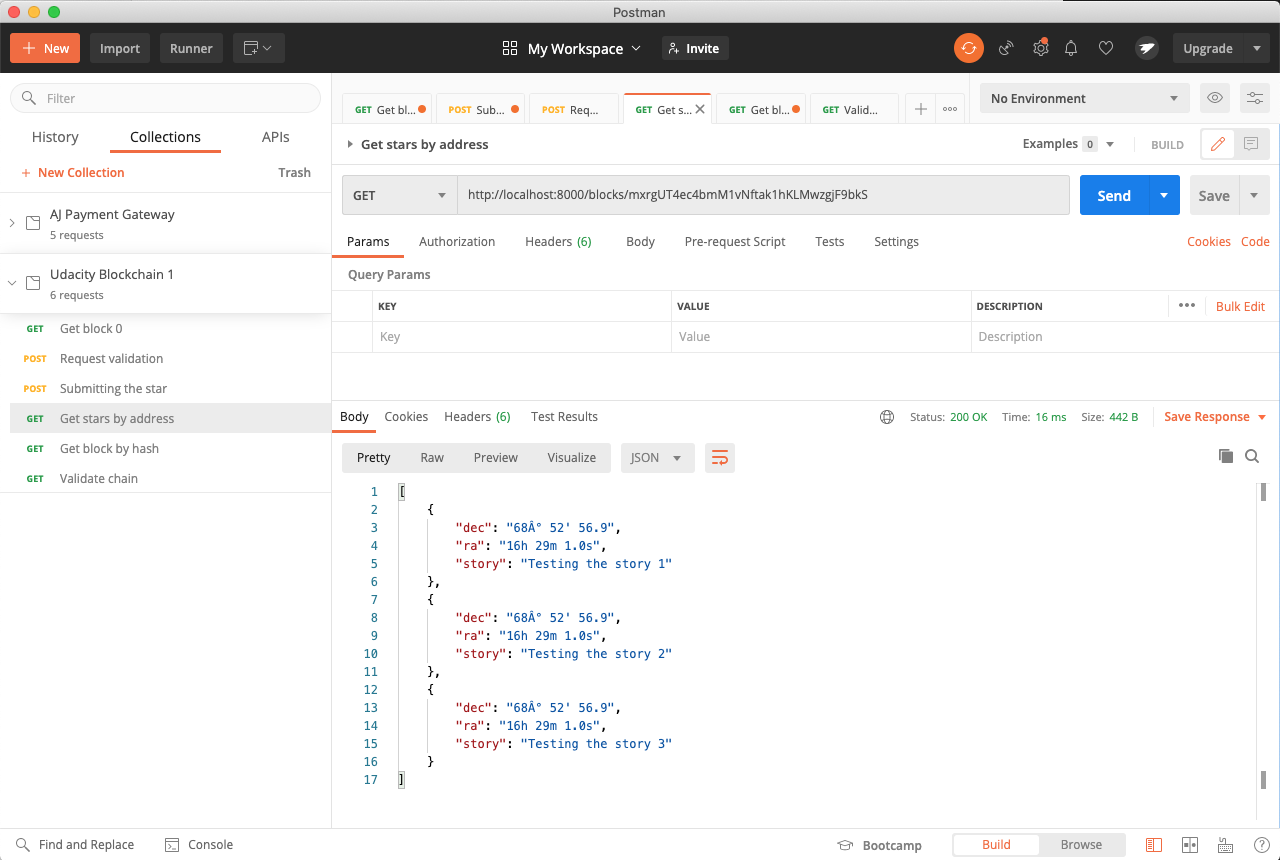 Postman
New Import Runner My Workspace Invite Upgrade
Filter
History Collections APIs
New Collection Trash
AJ Payment Gateway
5 requests
Udacity Blockchain 1
6 requests
GET Get block 0
POST Request validation
POST Submitting the star
GET Get stars by address
GET Get block by hash
GET Validate chain
GET Get bl... POST Sub... POST Req... GET Get s... GET Get bl... GET Valid... No Environment
Get stars by address Examples 0 BUILD
GET http://localhost:8000/blocks/mxrgUT4ec4bmM1vNftak1hKLMwzgjF9bkS Send Save
Params Authorization Headers (6) Body Pre-request Script Tests Settings Cookies Code
Query Params
KEY VALUE DESCRIPTION Bulk Edit
Key Value Description
Body Cookies Headers (6) Test Results Status: 200 OK Time: 16 ms Size: 442 B Save Response
Pretty Raw Preview Visualize JSON
1 [
2 {
3 "dec": "68Â° 52' 56.9",
4 "ra": "16h 29m 1.0s",
5 "story": "Testing the story 1"
6 },
7 {
8 "dec": "68Â° 52' 56.9",
9 "ra": "16h 29m 1.0s",
10 "story": "Testing the story 2"
11 },
12 {
13 "dec": "68Â° 52' 56.9",
14 "ra": "16h 29m 1.0s",
15 "story": "Testing the story 3"
16 }
17 ]
Find and Replace Console Bootcamp Build Browse